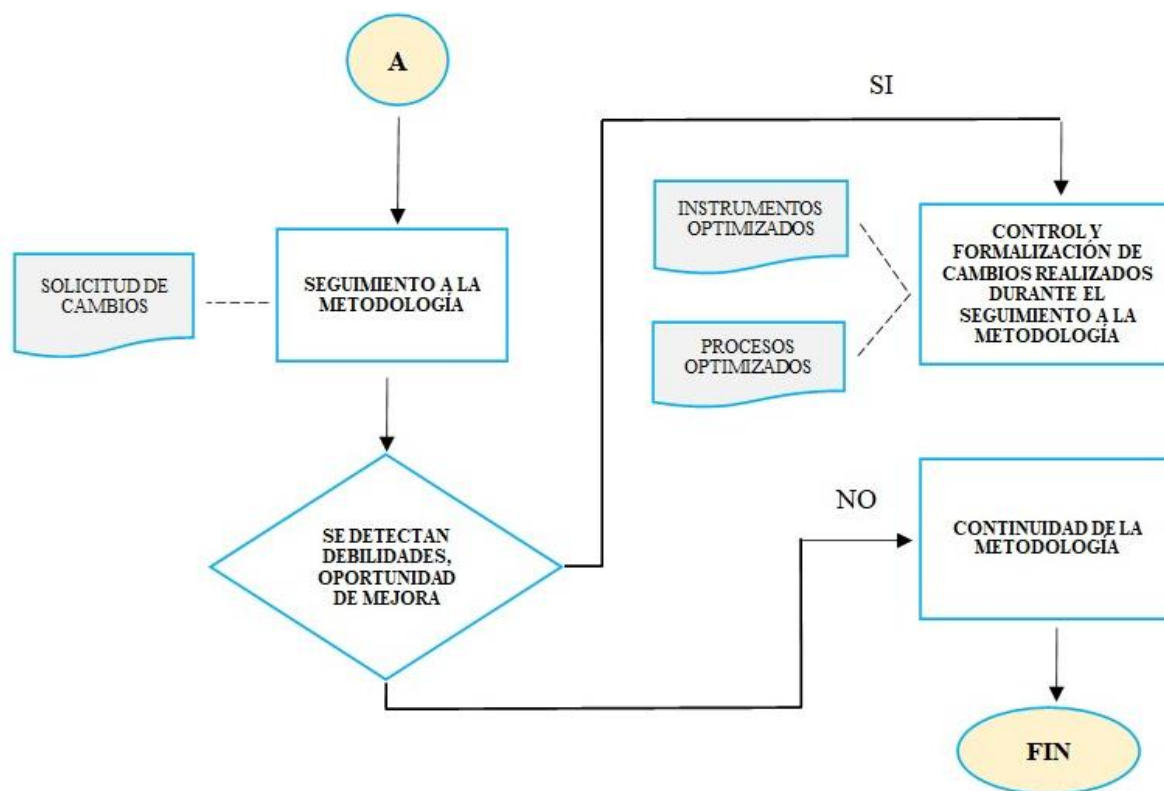 A
SI
INSTRUMENTOS
OPTIMIZADOS
CONTROL Y
FORMALIZACIÓN DE
CAMBIOS REALIZADOS
DURANTE EL
SEGUIMIENTO A LA
METODOLOGÍA
SOLICITUD DE
CAMBIOS
SEGUIMIENTO A LA
METODOLOGÍA
PROCESOS
OPTIMIZADOS
SE DETECTAN
DEBILIDADES,
OPORTUNIDAD
DE MEJORA
NO
CONTINUIDAD DE LA
METODOLOGÍA
FIN